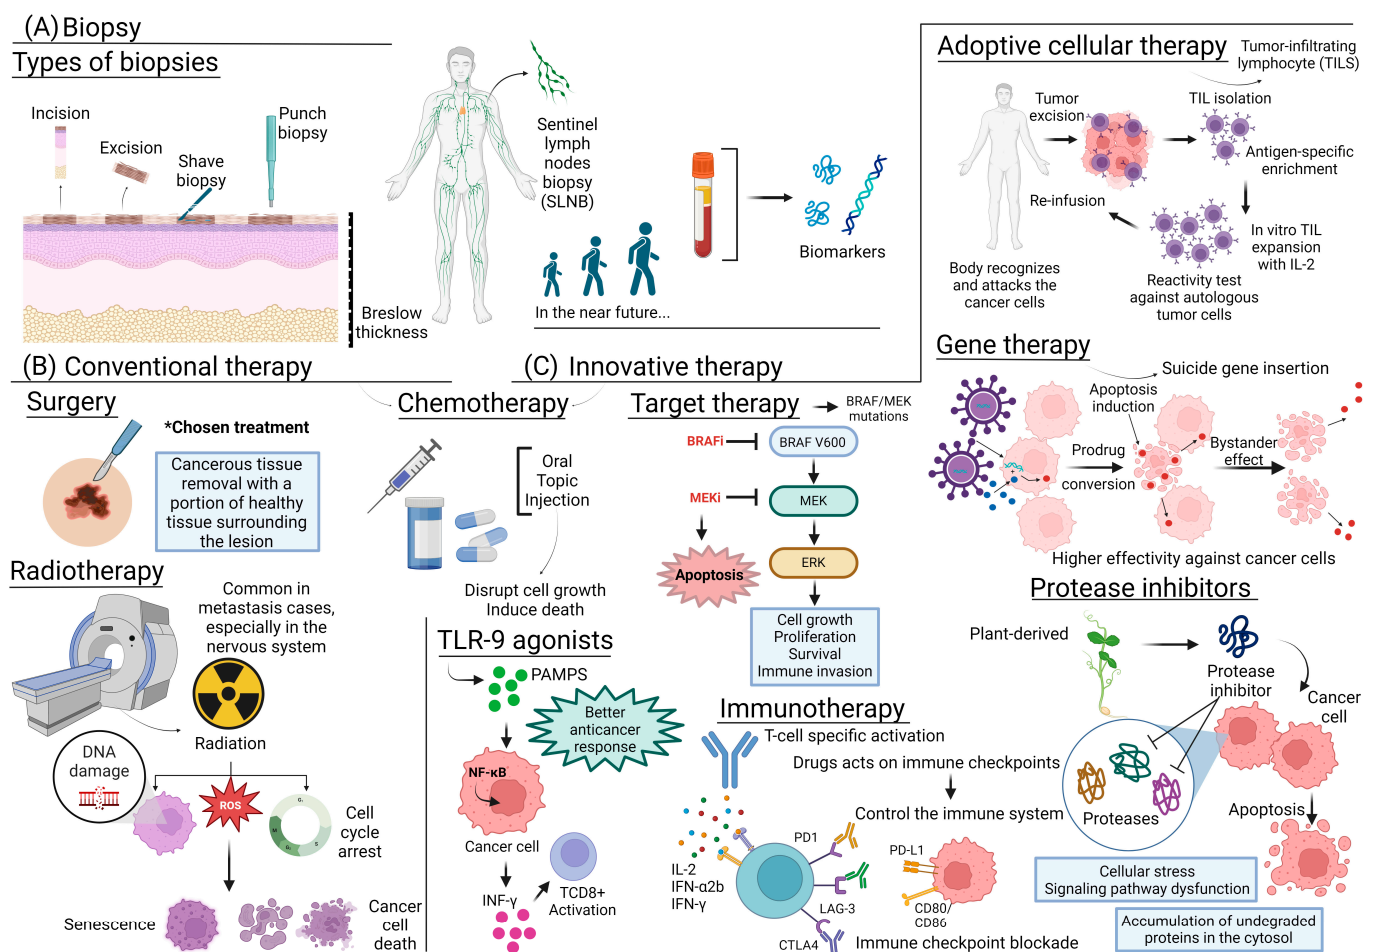 (A) Biopsy
Types of biopsies
Incision
Excision
Shave
biopsy
Punch
biopsy
Breslow
thickness
Sentinel
lymph
nodes
biopsy
(SLNB)
In the near future...
Biomarkers
(B) Conventional therapy
Surgery
*Chosen treatment
Cancerous tissue
removal with a
portion of healthy
tissue surrounding
the lesion
Radiotherapy
Common in
metastasis cases,
especially in the
nervous system
Radiation
DNA
damage
ROS
G₁
S
G₂
M
Cell
cycle
arrest
Senescence
Cancer
cell
death
Chemotherapy
Oral
Topic
Injection
Disrupt cell growth
Induce death
(C) Innovative therapy
Target therapy
BRAF/MEK
mutations
BRAFi
BRAF V600
MEKi
MEK
ERK
Apoptosis
Cell growth
Proliferation
Survival
Immune invasion
TLR-9 agonists
PAMPS
Better
anticancer
response
NF-κB
Cancer cell
INF-γ
TCD8+
Activation
Immunotherapy
T-cell specific activation
Drugs acts on immune checkpoints
Control the immune system
IL-2
IFN-α2b
IFN-γ
PD1
LAG-3
CTLA4
PD-L1
CD80/
CD86
Immune checkpoint blockade
Adoptive cellular therapy
Tumor-infiltrating
lymphocyte (TILS)
Tumor
excision
TIL isolation
Antigen-specific
enrichment
In vitro TIL
expansion
with IL-2
Reactivity test
against autologous
tumor cells
Re-infusion
Body recognizes
and attacks the
cancer cells
Gene therapy
Suicide gene insertion
Apoptosis
induction
Prodrug
conversion
Bystander
effect
+
Higher effectivity against cancer cells
Protease inhibitors
Plant-derived
Protease
inhibitor
Cancer
cell
Proteases
Apoptosis
Cellular stress
Signaling pathway dysfunction
Accumulation of undegraded
proteins in the cytosol